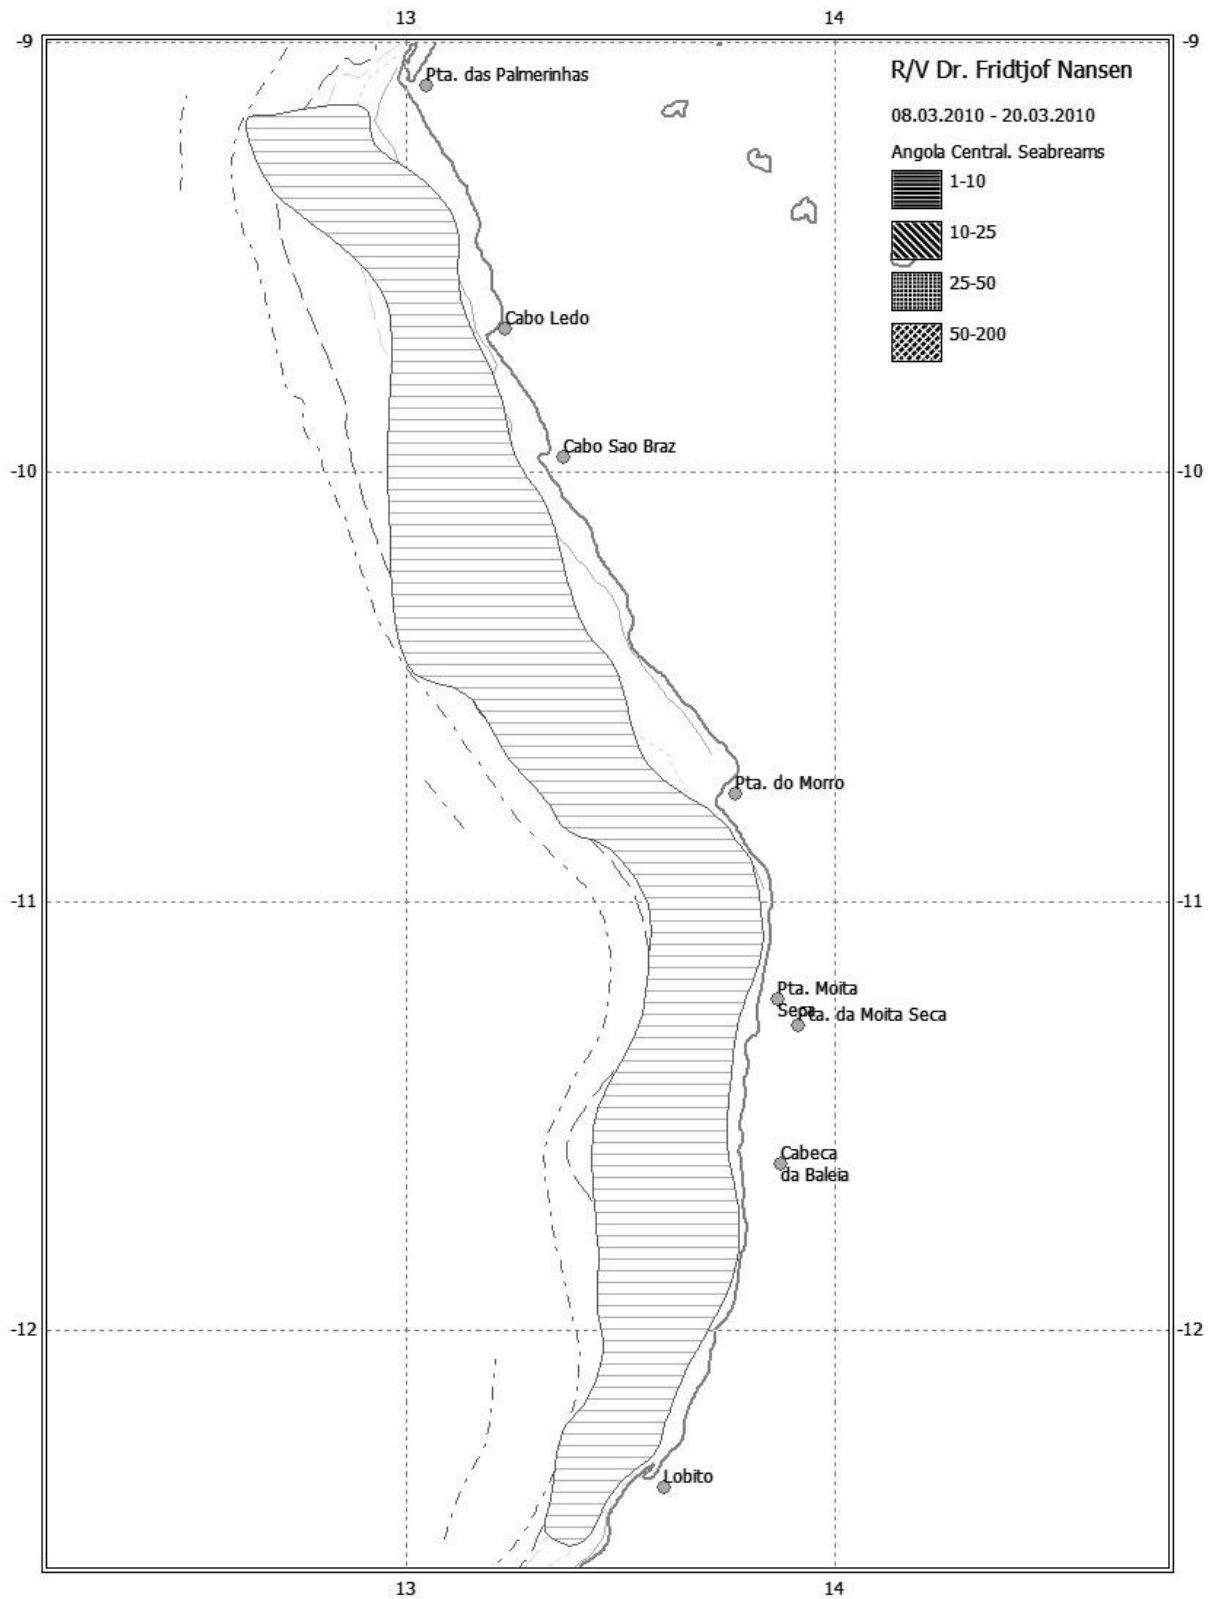 13 14
-9 -9
R/V Dr. Fridtjof Nansen
Pta. das Palmerinhas
08.03.2010 - 20.03.2010
Angola Central. Seabreams
1-10
10-25
25-50
50-200
Cabo Ledo
Cabo Sao Braz
-10 -10
Pta. do Morro
-11 -11
Pta. Moita
Seca
Pta. da Moita Seca
Cabeca
da Baleia
-12 -12
Lobito
13 14